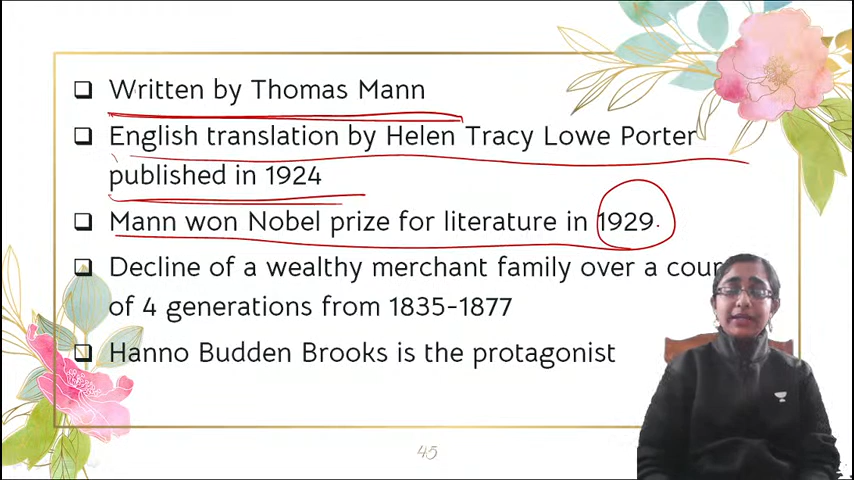 Written by Thomas Mann
English translation by Helen Tracy Lowe Porter
published in 1924
Mann won Nobel prize for literature in 1929.
Decline of a wealthy merchant family over a
of 4 generations from 1835-1877
Hanno Budden Brooks is the protagonist
45